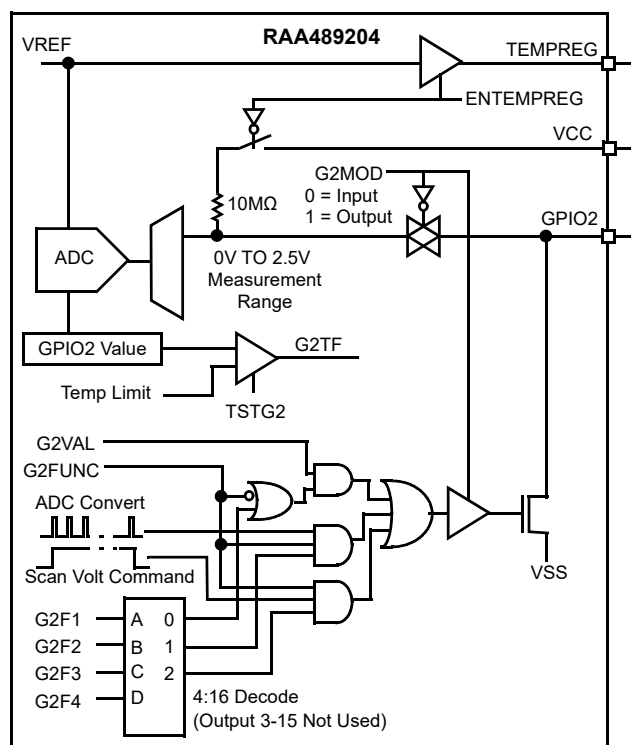 RAA489204
VREF
TEMPREG
ENTEMPREG
VCC
G2MOD
0 = Input
1 = Output
10MΩ
GPIO2
ADC
0V TO 2.5V
Measurement
Range
GPIO2 Value
G2TF
Temp Limit
TSTG2
G2VAL
G2FUNC
ADC Convert
Scan Volt Command
VSS
G2F1
G2F2
G2F3
G2F4
A 0
B 1
C 2
D
4:16 Decode
(Output 3-15 Not Used)